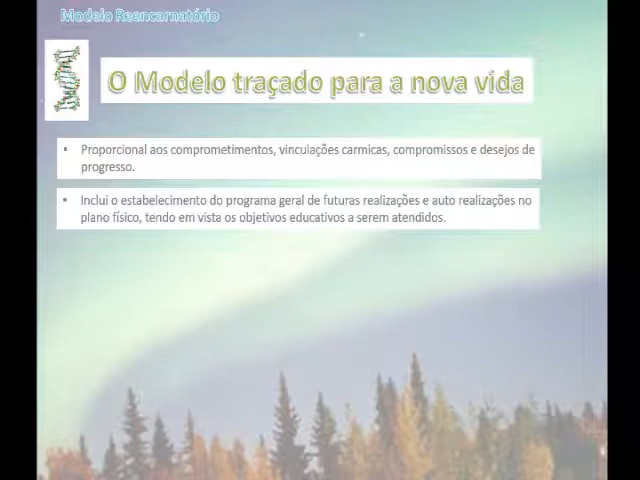 Modelo Reencarnatório
O Modelo traçado para a nova vida
• Proporcional aos comprometimentos, vinculações carmicas, compromissos e desejos de
progresso.
• Inclui o estabelecimento do programa geral de futuras realizações e auto realizações no
plano físico, tendo em vista os objetivos educativos a serem atendidos.